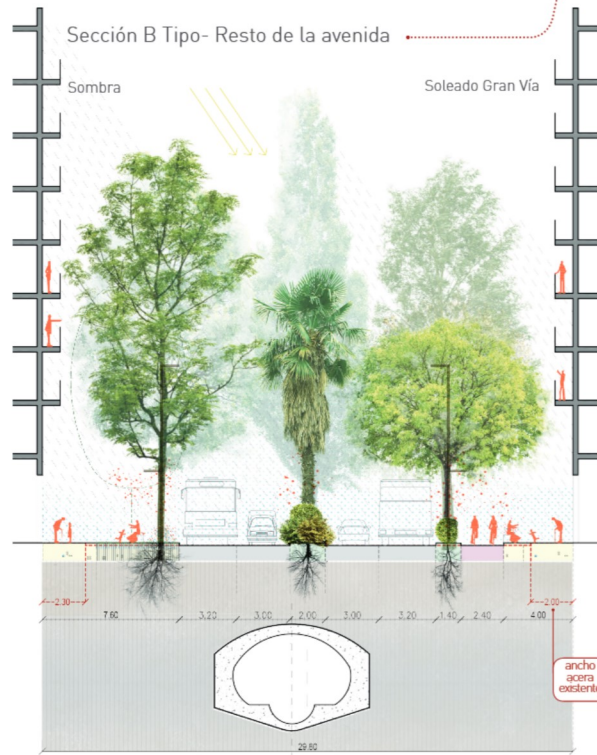 Sección B Tipo- Resto de la avenida
Sombra
Soleado Gran Vía
2.30
2.00
7.60
3.20
3.00
2.00
3.00
3.20
1.40
2.40
4.00
ancho
acera
existente
29.80